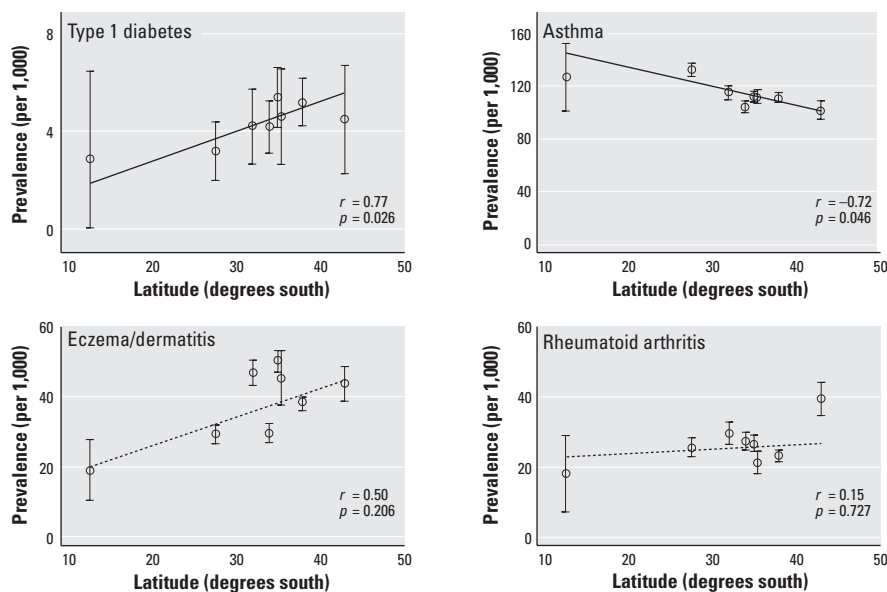 Type 1 diabetes
Prevalence (per 1,000)
8
4
0
r = 0.77
p = 0.026
10 20 30 40 50
Latitude (degrees south)
Asthma
Prevalence (per 1,000)
160
120
80
40
0
r = –0.72
p = 0.046
10 20 30 40 50
Latitude (degrees south)
Eczema/dermatitis
Prevalence (per 1,000)
60
40
20
0
r = 0.50
p = 0.206
10 20 30 40 50
Latitude (degrees south)
Rheumatoid arthritis
Prevalence (per 1,000)
60
40
20
0
r = 0.15
p = 0.727
10 20 30 40 50
Latitude (degrees south)